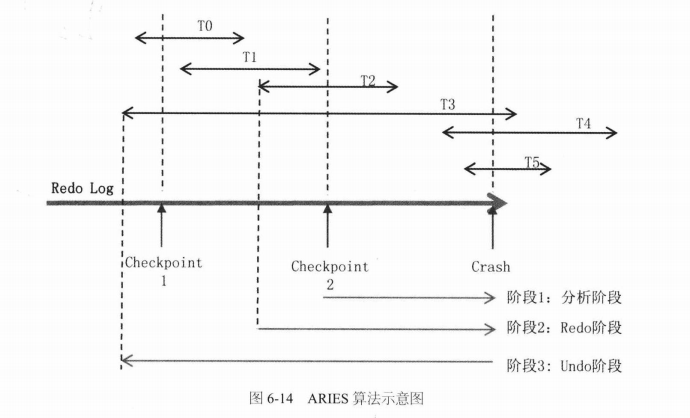 T0
T1
T2
T3
T4
T5
Redo Log
Checkpoint
1
Checkpoint
2
Crash
阶段1：分析阶段
阶段2：Redo阶段
阶段3：Undo阶段
图 6-14 ARIES 算法示意图